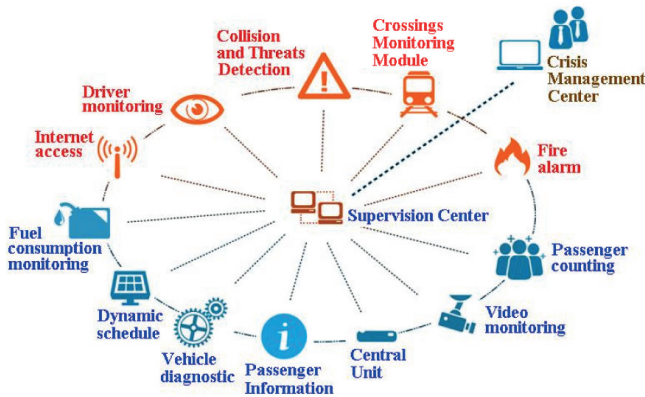 Collision
and Threats
Detection
Crossings
Monitoring
Module
Crisis
Management
Center
Driver monitoring
Internet
access
Fire
alarm
Supervision Center
Fuel
consumption
monitoring
Passenger
counting
Dynamic
schedule
Video
monitoring
Vehicle
diagnostic
Passenger
Information
Central
Unit